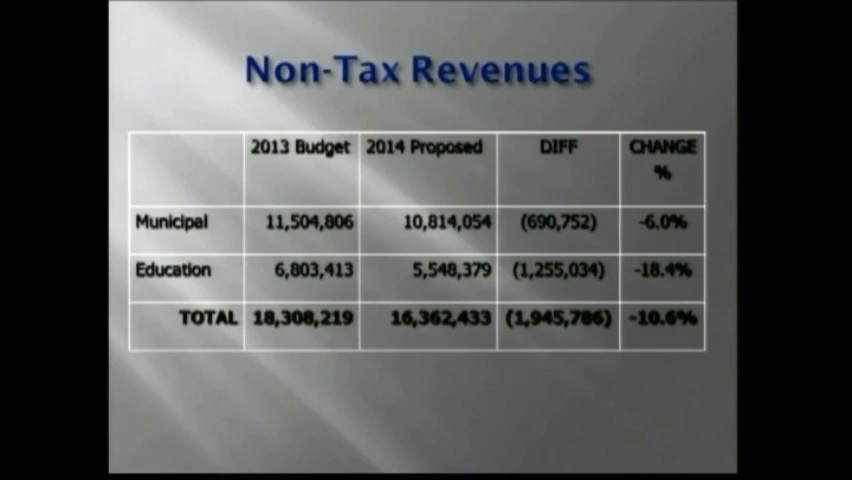 Non-Tax Revenues
2013 Budget 2014 Proposed DIFF CHANGE %
Municipal 11,504,806 10,814,054 (690,752) -6.0%
Education 6,803,413 5,548,379 (1,255,034) -18.4%
TOTAL 18,308,219 16,362,433 (1,945,786) -10.6%